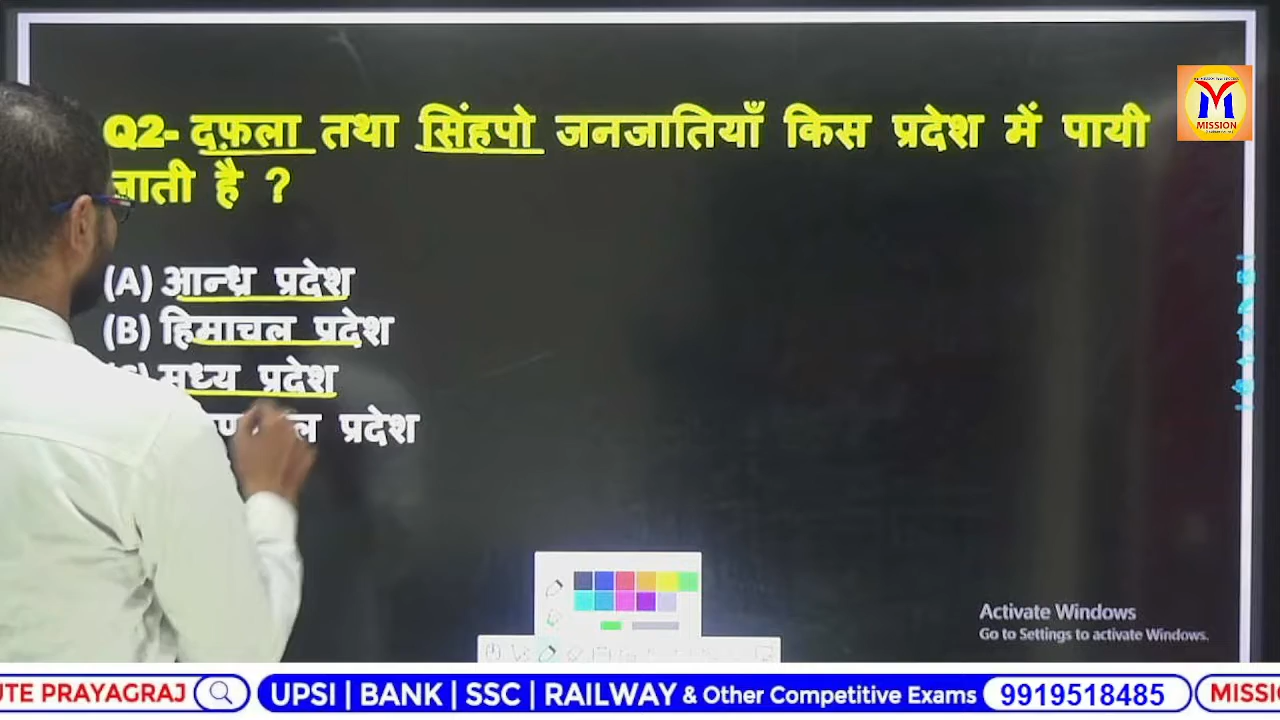 Q2- दफ़ला तथा सिंहपो जनजातियाँ किस प्रदेश में पायी
जाती है ?
(A) आन्ध्र प्रदेश
(B) हिमाचल प्रदेश
मध्य प्रदेश
प्रदेश
MISSION
Activate Windows
Go to Settings to activate Windows.
UTE PRAYAGRAJ
UPSI | BANK | SSC | RAILWAY & Other Competitive Exams
9919518485
MISSI